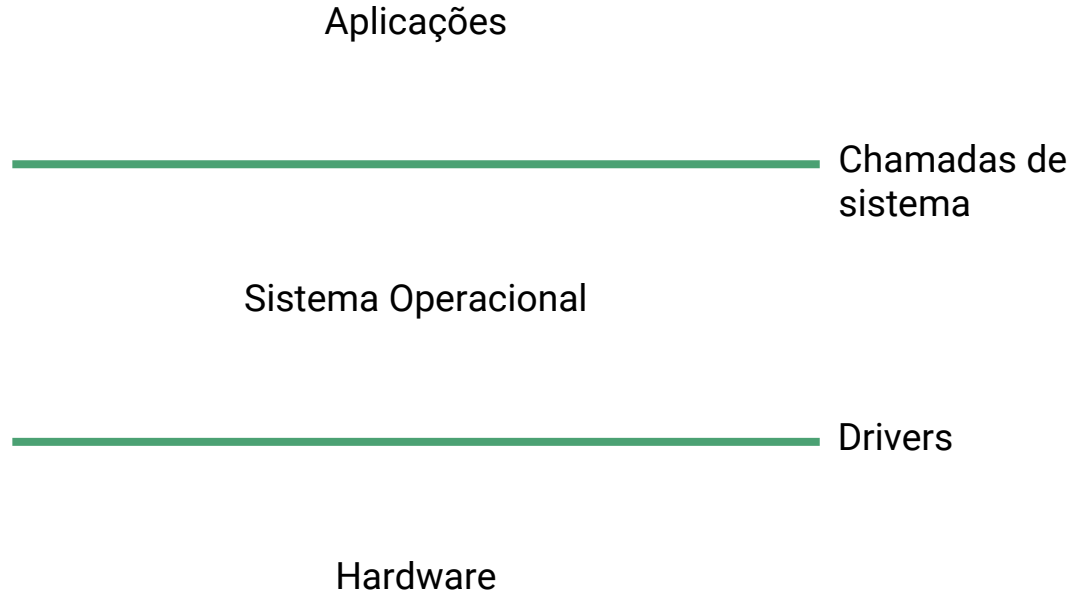 Aplicações
Chamadas de
sistema
Sistema Operacional
Drivers
Hardware